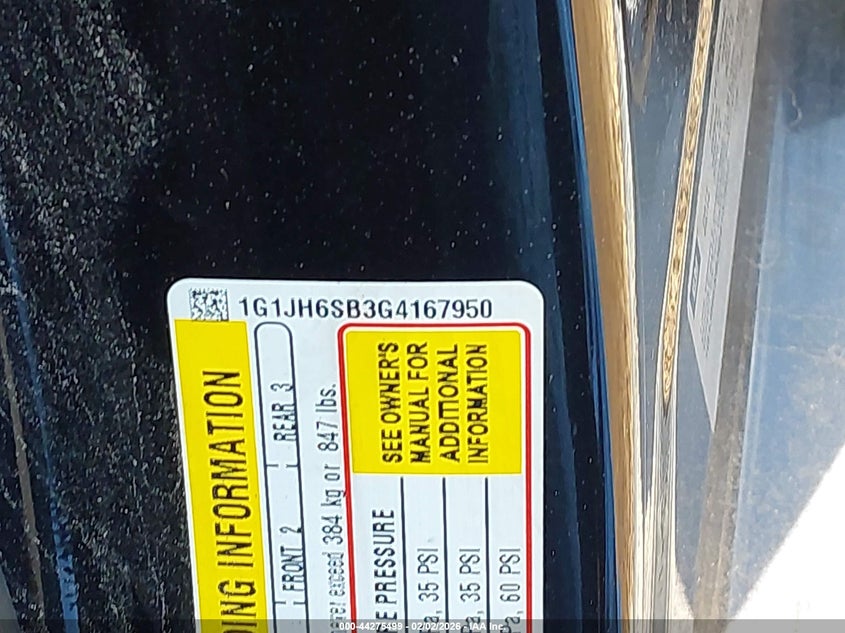 1G1JH6SB3G4167950
DING INFORMATION
FRONT 2 REAR 3
exceed 384 kg or 847 lbs.
PRESSURE
SEE OWNER'S
MANUAL FOR
ADDITIONAL
INFORMATION
35 PSI
35 PSI
60 PSI
000-44275499 - 02/02/2026 - IAA Inc.